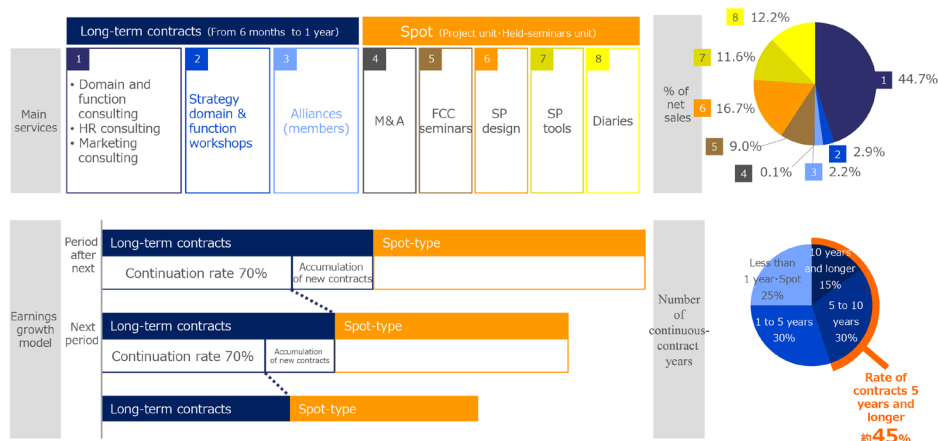 Long-term contracts (From 6 months to 1 year)
Spot (Project unit･Held-seminars unit)
Main
services
1
• Domain and
function
consulting
• HR consulting
• Marketing
consulting
2
Strategy
domain &
function
workshops
3
Alliances
(members)
4
M&A
5
FCC
seminars
6
SP
design
7
SP
tools
8
Diaries
% of
net
sales
8 12.2%
7 11.6%
6 16.7%
5 9.0%
4 0.1%
3 2.2%
2 2.9%
1 44.7%
Earnings
growth
model
Period
after
next
Long-term contracts
Spot-type
Continuation rate 70%
Accumulation
of new contracts
Next
period
Long-term contracts
Spot-type
Continuation rate 70%
Accumulation
of new contracts
Long-term contracts
Spot-type
Number
of
continuous-
contract
years
Less than
1 year･Spot
25%
10 years
and longer
15%
5 to 10
years
30%
1 to 5 years
30%
Rate of
contracts 5
years and
longer
約45%